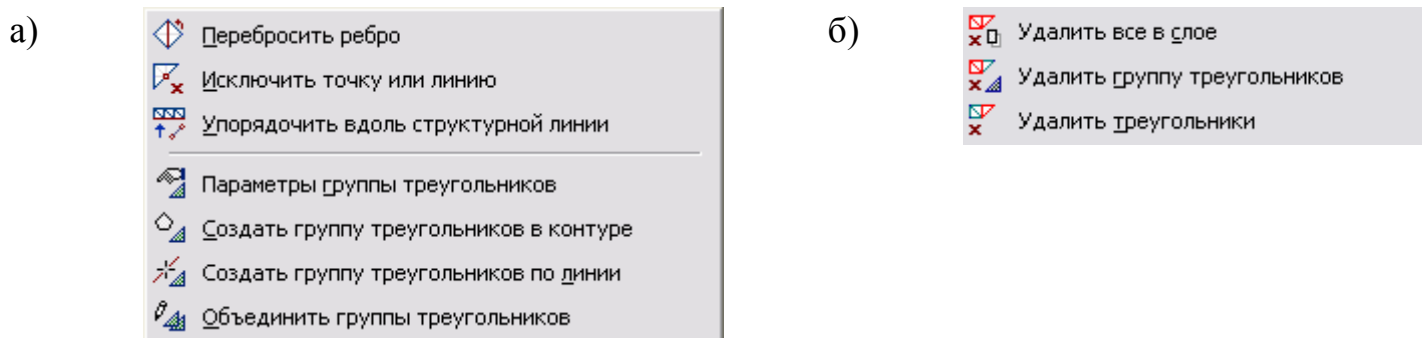 а)
Перебросить ребро
Исключить точку или линию
Упорядочить вдоль структурной линии
Параметры группы треугольников
Создать группу треугольников в контуре
Создать группу треугольников по линии
Объединить группы треугольников
б)
Удалить все в слое
Удалить группу треугольников
Удалить треугольники